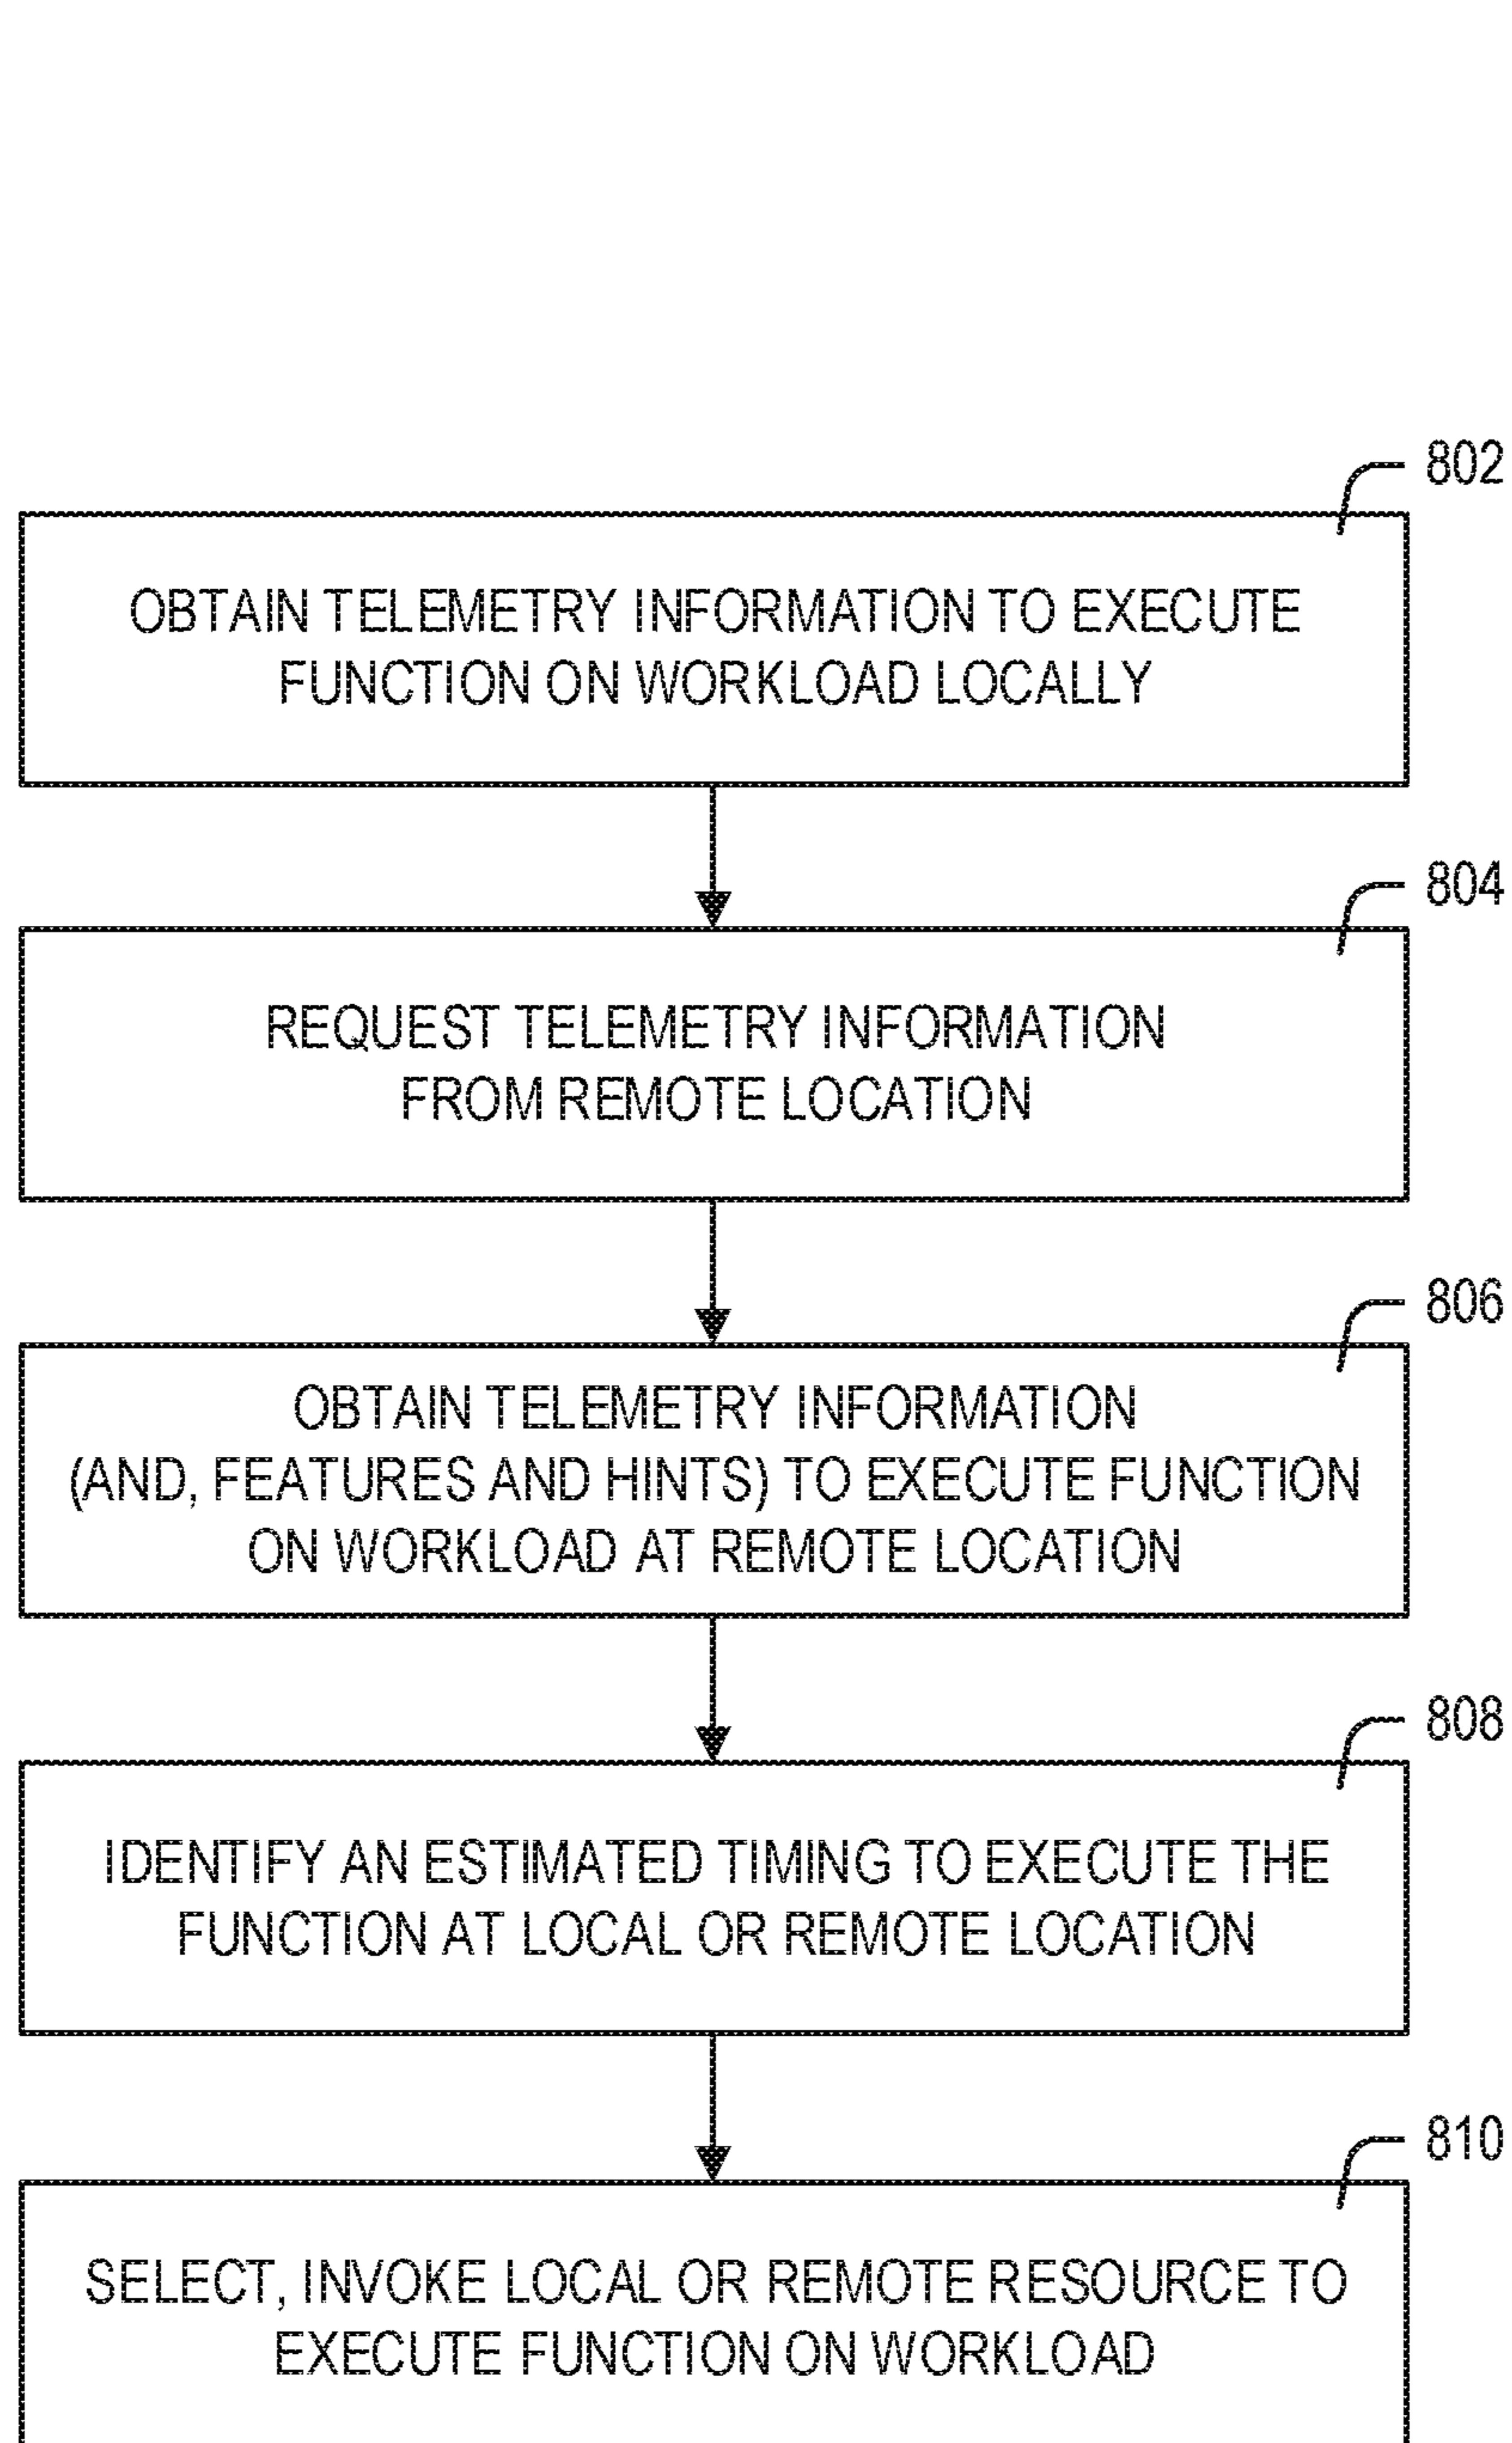 802
OBTAIN TELEMETRY INFORMATION TO EXECUTE
FUNCTION ON WORKLOAD LOCALLY
804
REQUEST TELEMETRY INFORMATION
FROM REMOTE LOCATION
806
OBTAIN TELEMETRY INFORMATION
(AND, FEATURES AND HINTS) TO EXECUTE FUNCTION
ON WORKLOAD AT REMOTE LOCATION
808
IDENTIFY AN ESTIMATED TIMING TO EXECUTE THE
FUNCTION AT LOCAL OR REMOTE LOCATION
810
SELECT, INVOKE LOCAL OR REMOTE RESOURCE TO
EXECUTE FUNCTION ON WORKLOAD